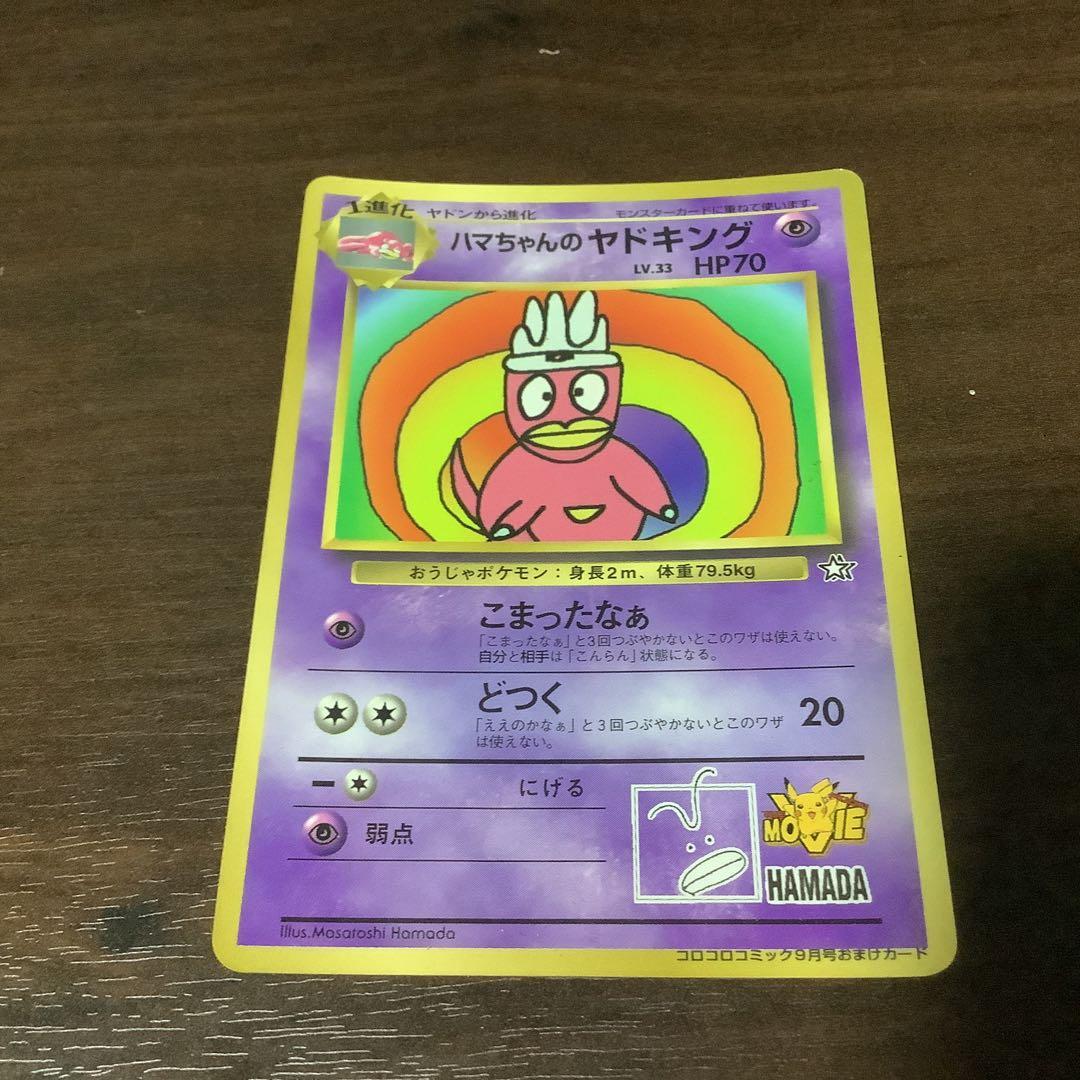 1進化 ヤドンから進化 モンスターカードに重ねて使います。
ハマちゃんのヤドキング
LV.33 HP70
おうじゃポケモン：身長2m、体重79.5kg
こまったなぁ
「こまったなぁ」と3回つぶやかないとこのワザは使えない。
自分と相手は「こんらん」状態になる。
どつく 20
「ええのかなぁ」と3回つぶやかないとこのワザ
は使えない。
にげる
弱点
MOVIE
HAMADA
Illus.Masatoshi Hamada
コロコロコミック9月号おまけカード